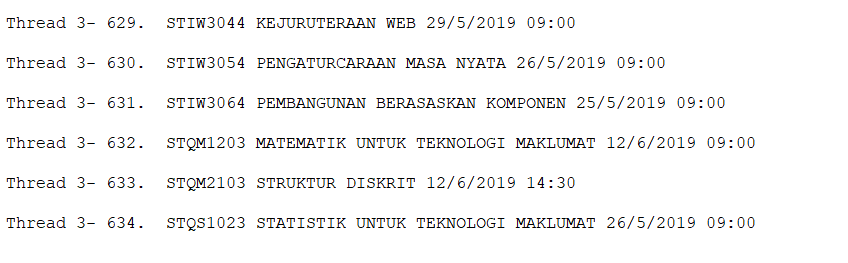 Thread 3- 629.  STIW3044 KEJURUTERAAN WEB 29/5/2019 09:00
Thread 3- 630.  STIW3054 PENGATURCARAAN MASA NYATA 26/5/2019 09:00
Thread 3- 631.  STIW3064 PEMBANGUNAN BERASASKAN KOMPONEN 25/5/2019 09:00
Thread 3- 632.  STQM1203 MATEMATIK UNTUK TEKNOLOGI MAKLUMAT 12/6/2019 09:00
Thread 3- 633.  STQM2103 STRUKTUR DISKRIT 12/6/2019 14:30
Thread 3- 634.  STQS1023 STATISTIK UNTUK TEKNOLOGI MAKLUMAT 26/5/2019 09:00